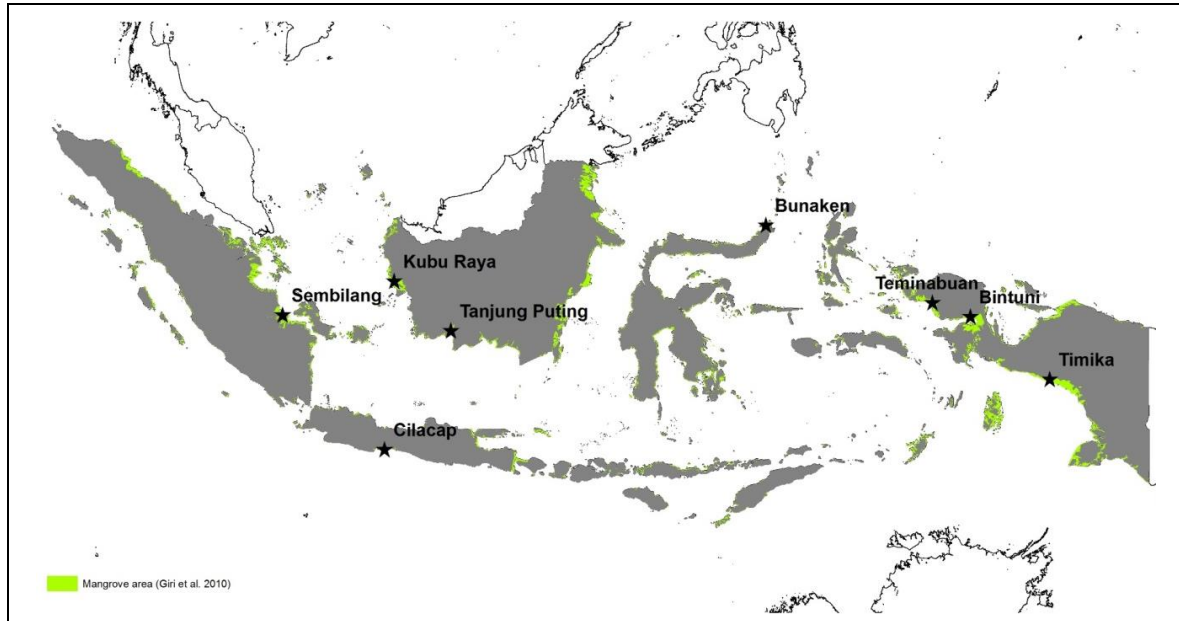 Bunaken
Kubu Raya
Teminabuan
Sembilang
Bintuni
Tanjung Puting
Timika
Cilacap
Mangrove area (Giri et al. 2010)